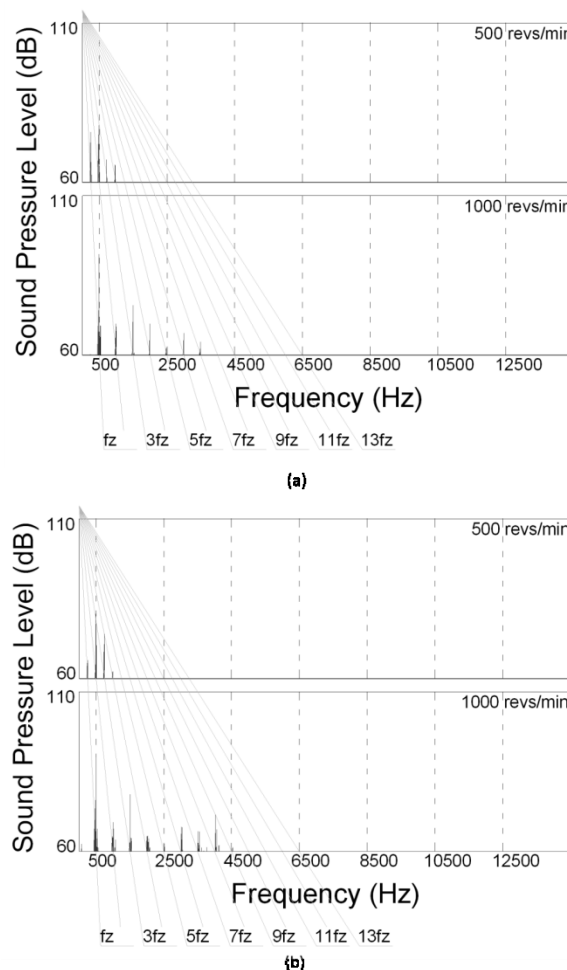 110
500 revs/min
Sound Pressure Level (dB)
60
110
1000 revs/min
60
500 2500 4500 6500 8500 10500 12500
Frequency (Hz)
fz 3fz 5fz 7fz 9fz 11fz 13fz
(a)
110
500 revs/min
Sound Pressure Level (dB)
60
110
1000 revs/min
60
500 2500 4500 6500 8500 10500 12500
Frequency (Hz)
fz 3fz 5fz 7fz 9fz 11fz 13fz
(b)